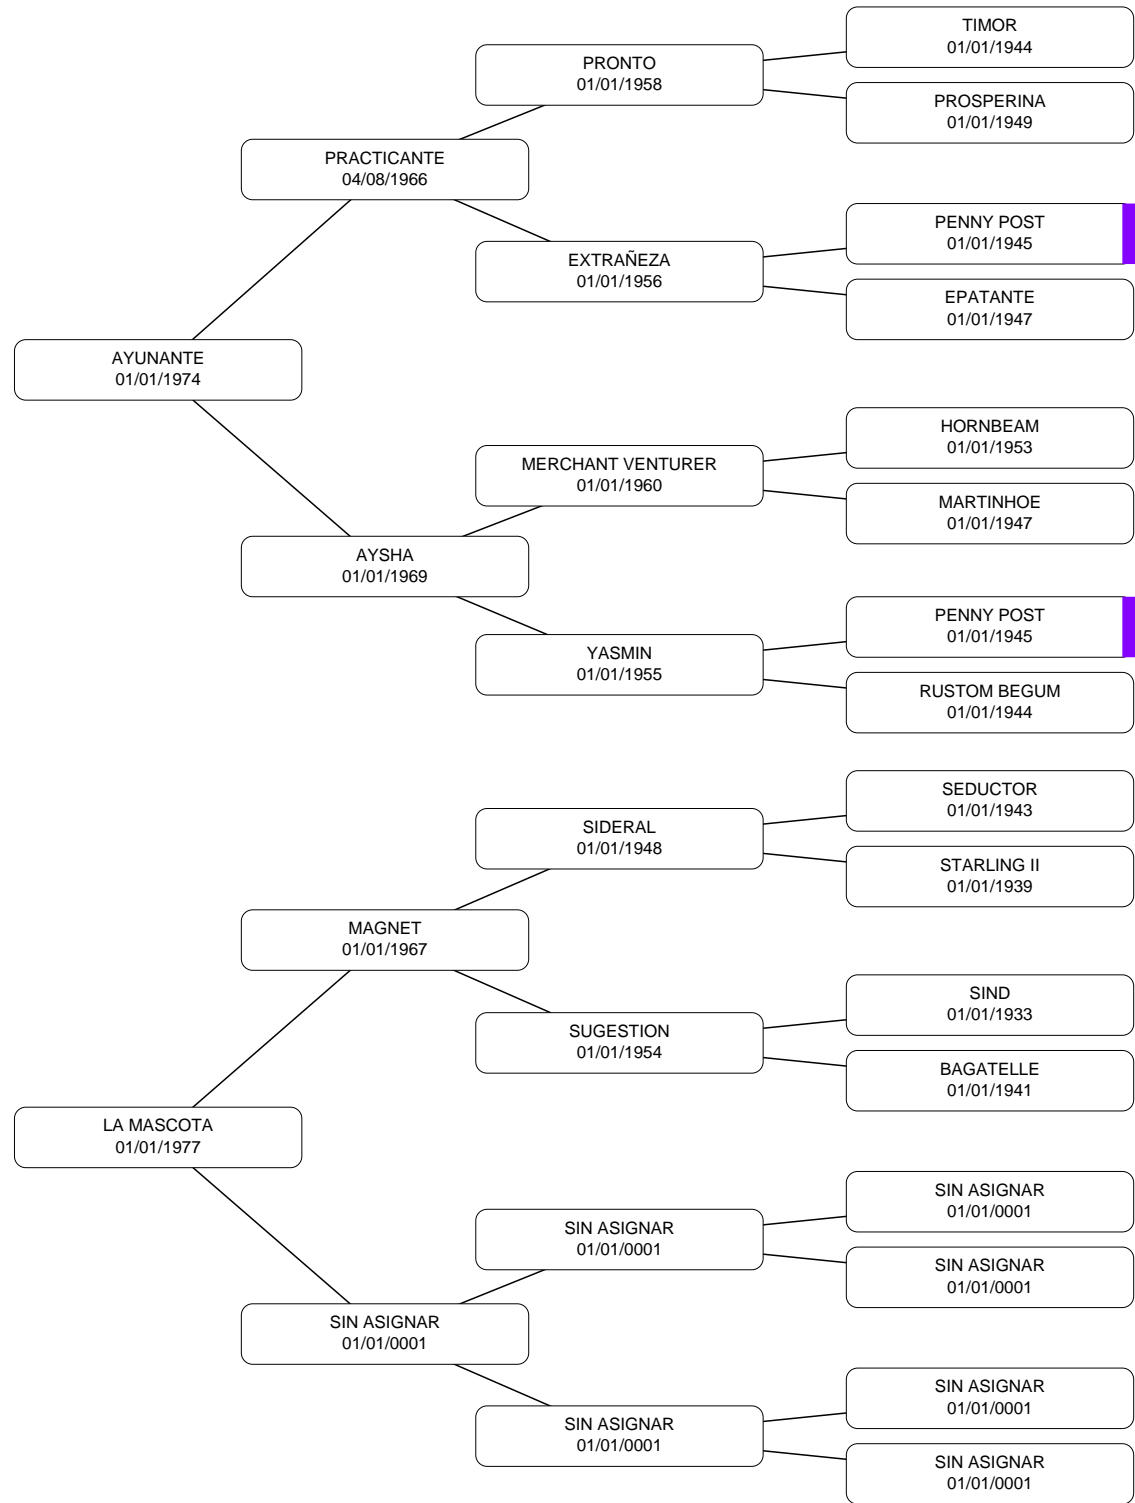 TIMOR
01/01/1944
PRONTO
01/01/1958
PROSPERINA
01/01/1949
PRACTICANTE
04/08/1966
PENNY POST
01/01/1945
EXTRAÑEZA
01/01/1956
EPATANTE
01/01/1947
AYUNANTE
01/01/1974
HORNBEAM
01/01/1953
MERCHANT VENTURER
01/01/1960
MARTINHOE
01/01/1947
AYSHA
01/01/1969
PENNY POST
01/01/1945
YASMIN
01/01/1955
RUSTOM BEGUM
01/01/1944
SEDUCTOR
01/01/1943
SIDERAL
01/01/1948
STARLING II
01/01/1939
MAGNET
01/01/1967
SIND
01/01/1933
SUGESTION
01/01/1954
BAGATELLE
01/01/1941
LA MASCOTA
01/01/1977
SIN ASIGNAR
01/01/0001
SIN ASIGNAR
01/01/0001
SIN ASIGNAR
01/01/0001
SIN ASIGNAR
01/01/0001
SIN ASIGNAR
01/01/0001
SIN ASIGNAR
01/01/0001
SIN ASIGNAR
01/01/0001